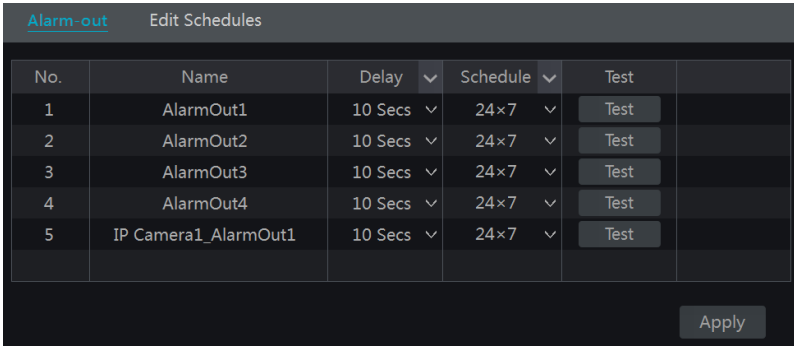 Alarm-out Edit Schedules
No. Name Delay Schedule Test
1 AlarmOut1 10 Secs 24×7 Test
2 AlarmOut2 10 Secs 24×7 Test
3 AlarmOut3 10 Secs 24×7 Test
4 AlarmOut4 10 Secs 24×7 Test
5 IP Camera1_AlarmOut1 10 Secs 24×7 Test
Apply